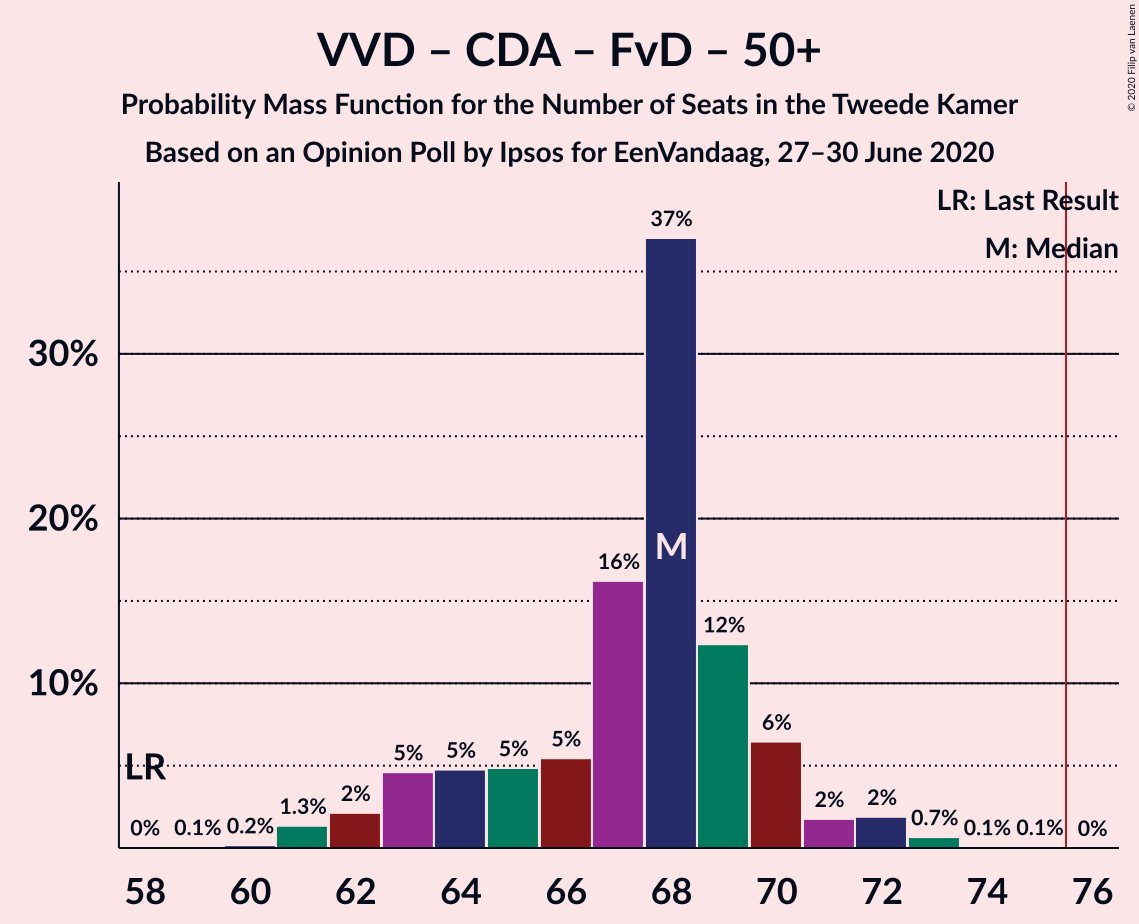 VVD – CDA – FvD – 50+
Probability Mass Function for the Number of Seats in the Tweede Kamer
Based on an Opinion Poll by Ipsos for EenVandaag, 27–30 June 2020
© 2020 Filip van Laenen
LR: Last Result
M: Median
37%
30%
M
20%
16%
12%
10%
6%
5% 5% 5% 5%
LR
2% 2% 2%
0% 0.1% 0.2% 1.3% 0.7% 0.1% 0.1% 0%
58 60 62 64 66 68 70 72 74 76